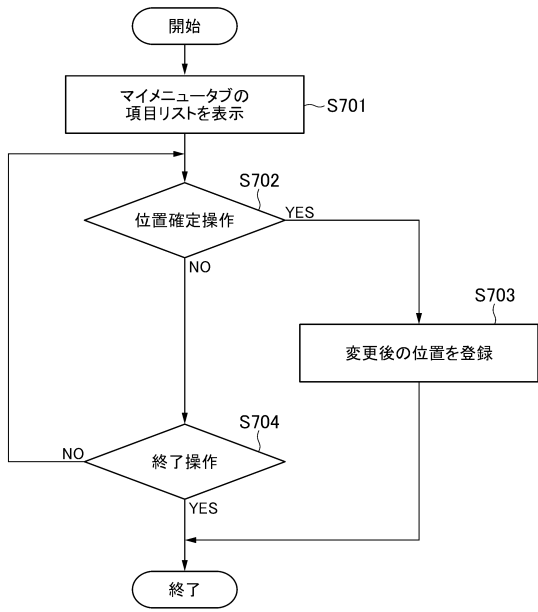 開始
マイメニュータブの
項目リストを表示
S701
S702
位置確定操作
YES
NO
S703
変更後の位置を登録
S704
NO
終了操作
YES
終了